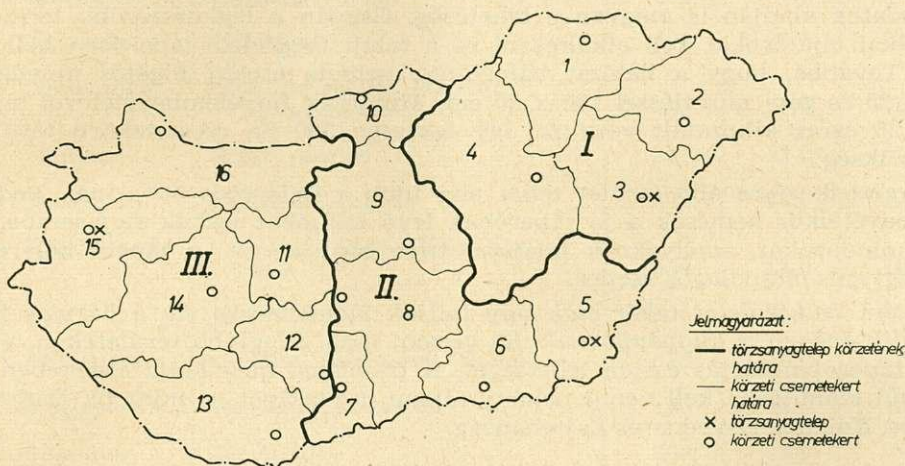 1
2
10
I
4
16
3
9
15
III.
11
II.
14
8
5
12
6
13
7
Jelmagyarázat :
törzsanyagtelep körzetének
határa
körzeti csemetekert
határa
× törzsanyagtelep
○ körzeti csemetekert